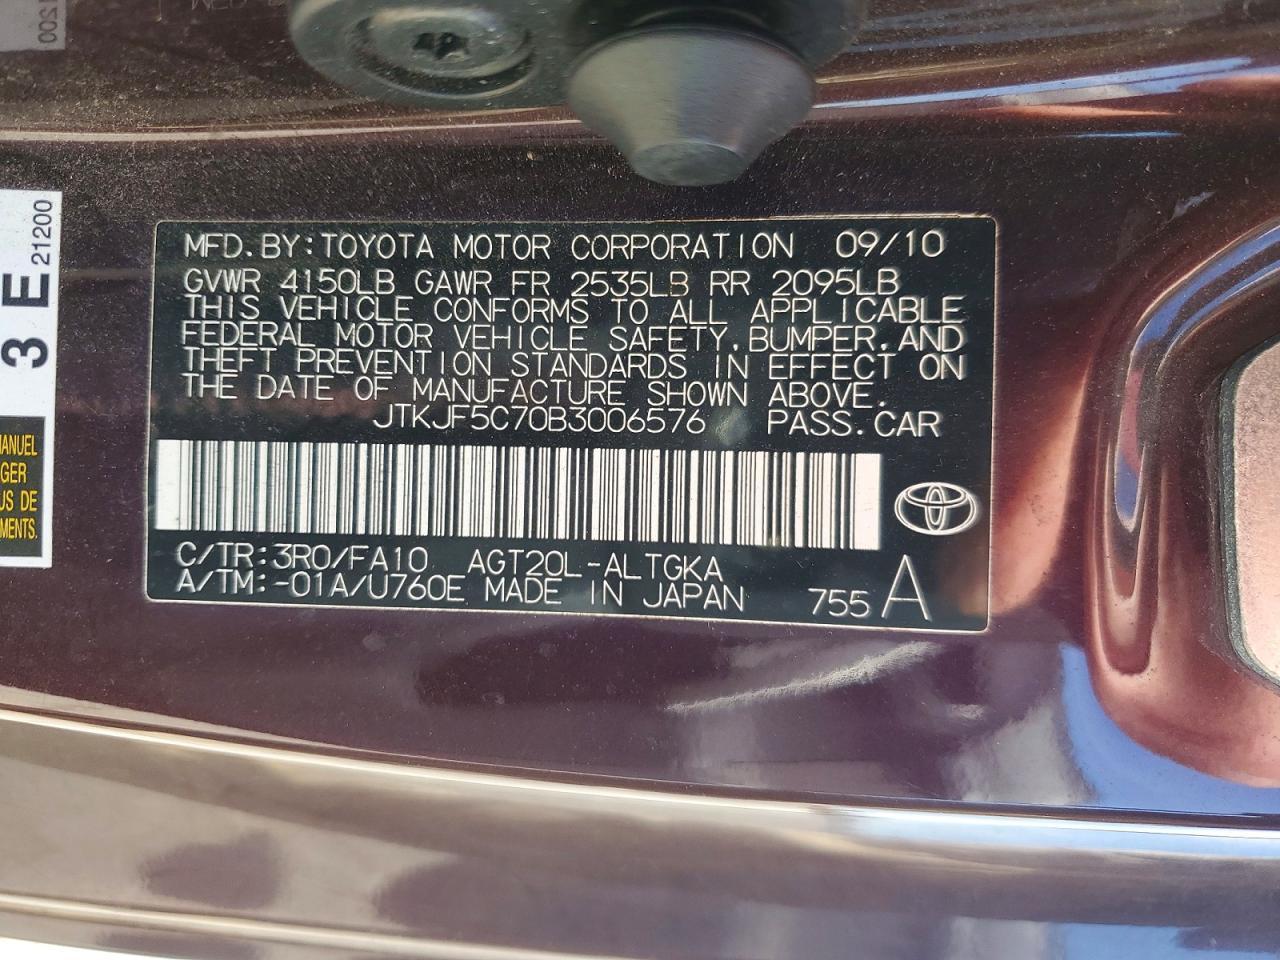 MFD.BY:TOYOTA MOTOR CORPORATION 09/10
GVWR 4150LB GAWR FR 2535LB RR 2095LB
THIS VEHICLE CONFORMS TO ALL APPLICABLE
FEDERAL MOTOR VEHICLE SAFETY,BUMPER,AND
THEFT PREVENTION STANDARDS IN EFFECT ON
THE DATE OF MANUFACTURE SHOWN ABOVE.
JTKJF5C70B3006576 PASS.CAR
C/TR:3R0/FA10 AGT20L-ALTGKA
A/TM:-01A/U760E MADE IN JAPAN 755 A
3 E 21200
MANUEL
GER
US DE
MENTS.